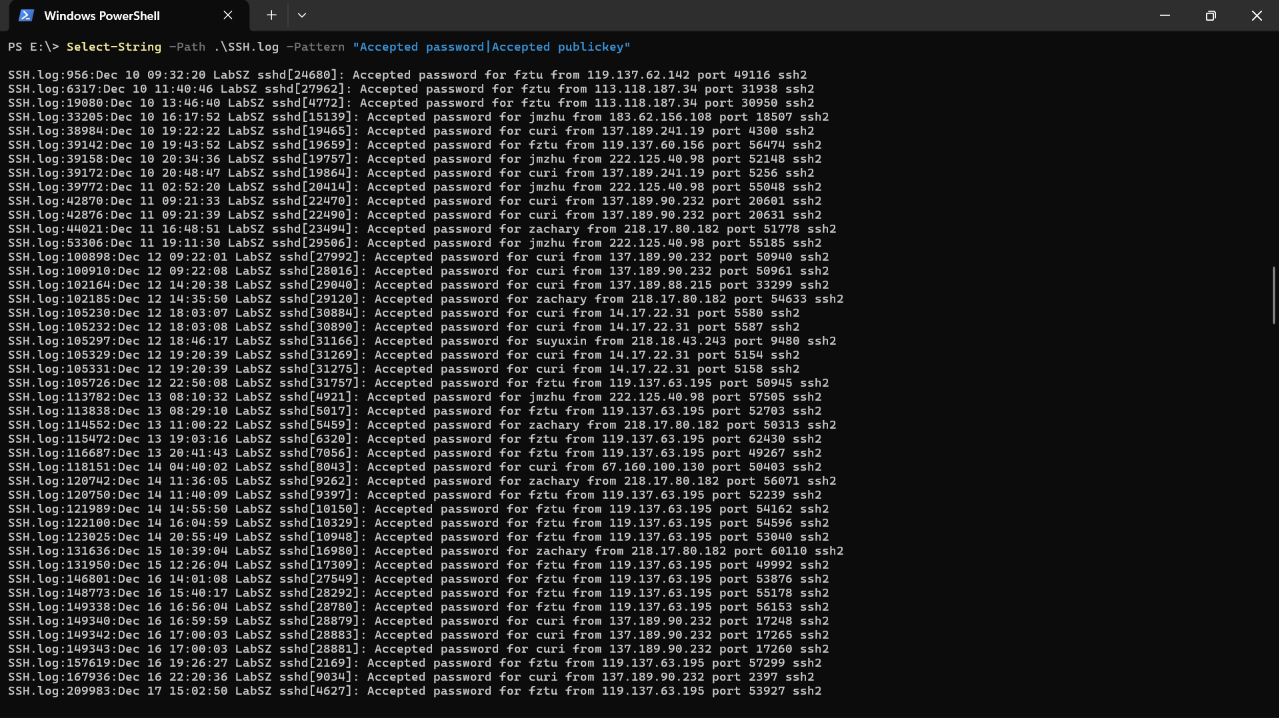 Windows PowerShell
PS E:\> Select-String -Path .\SSH.log -Pattern "Accepted password|Accepted publickey"
SSH.log:956:Dec 10 09:32:20 LabSZ sshd[24680]: Accepted password for fztu from 119.137.62.142 port 49116 ssh2
SSH.log:6317:Dec 10 11:40:46 LabSZ sshd[27962]: Accepted password for fztu from 113.118.187.34 port 31938 ssh2
SSH.log:19080:Dec 10 13:46:40 LabSZ sshd[4772]: Accepted password for fztu from 113.118.187.34 port 30950 ssh2
SSH.log:33205:Dec 10 16:17:52 LabSZ sshd[15139]: Accepted password for jmzhu from 183.62.156.108 port 18507 ssh2
SSH.log:38984:Dec 10 19:22:22 LabSZ sshd[19465]: Accepted password for curi from 137.189.241.19 port 4300 ssh2
SSH.log:39142:Dec 10 19:43:52 LabSZ sshd[19659]: Accepted password for fztu from 119.137.60.156 port 56474 ssh2
SSH.log:39158:Dec 10 20:34:36 LabSZ sshd[19757]: Accepted password for jmzhu from 222.125.40.98 port 52148 ssh2
SSH.log:39172:Dec 10 20:48:47 LabSZ sshd[19864]: Accepted password for curi from 137.189.241.19 port 5256 ssh2
SSH.log:39772:Dec 11 02:52:20 LabSZ sshd[20414]: Accepted password for jmzhu from 222.125.40.98 port 55048 ssh2
SSH.log:42870:Dec 11 09:21:33 LabSZ sshd[22470]: Accepted password for curi from 137.189.90.232 port 20601 ssh2
SSH.log:42876:Dec 11 09:21:39 LabSZ sshd[22490]: Accepted password for curi from 137.189.90.232 port 20631 ssh2
SSH.log:44021:Dec 11 16:48:51 LabSZ sshd[23494]: Accepted password for zachary from 218.17.80.182 port 51778 ssh2
SSH.log:53306:Dec 11 19:11:30 LabSZ sshd[29506]: Accepted password for jmzhu from 222.125.40.98 port 55185 ssh2
SSH.log:100898:Dec 12 09:22:01 LabSZ sshd[27992]: Accepted password for curi from 137.189.90.232 port 50940 ssh2
SSH.log:100910:Dec 12 09:22:08 LabSZ sshd[28016]: Accepted password for curi from 137.189.90.232 port 50961 ssh2
SSH.log:102164:Dec 12 14:20:38 LabSZ sshd[29040]: Accepted password for curi from 137.189.88.215 port 33299 ssh2
SSH.log:102185:Dec 12 14:35:50 LabSZ sshd[29120]: Accepted password for zachary from 218.17.80.182 port 54633 ssh2
SSH.log:105230:Dec 12 18:03:07 LabSZ sshd[30884]: Accepted password for curi from 14.17.22.31 port 5580 ssh2
SSH.log:105232:Dec 12 18:03:08 LabSZ sshd[30890]: Accepted password for curi from 14.17.22.31 port 5587 ssh2
SSH.log:105297:Dec 12 18:46:17 LabSZ sshd[31166]: Accepted password for suyuxin from 218.18.43.243 port 9480 ssh2
SSH.log:105329:Dec 12 19:20:39 LabSZ sshd[31269]: Accepted password for curi from 14.17.22.31 port 5154 ssh2
SSH.log:105331:Dec 12 19:20:39 LabSZ sshd[31275]: Accepted password for curi from 14.17.22.31 port 5158 ssh2
SSH.log:105726:Dec 12 22:50:08 LabSZ sshd[31757]: Accepted password for fztu from 119.137.63.195 port 50945 ssh2
SSH.log:113782:Dec 13 08:10:32 LabSZ sshd[4921]: Accepted password for jmzhu from 222.125.40.98 port 57505 ssh2
SSH.log:113838:Dec 13 08:29:10 LabSZ sshd[5017]: Accepted password for fztu from 119.137.63.195 port 52703 ssh2
SSH.log:114552:Dec 13 11:00:22 LabSZ sshd[5459]: Accepted password for zachary from 218.17.80.182 port 50313 ssh2
SSH.log:115472:Dec 13 19:03:16 LabSZ sshd[6320]: Accepted password for fztu from 119.137.63.195 port 62430 ssh2
SSH.log:116687:Dec 13 20:41:43 LabSZ sshd[7056]: Accepted password for fztu from 119.137.63.195 port 49267 ssh2
SSH.log:118151:Dec 14 04:40:02 LabSZ sshd[8043]: Accepted password for curi from 67.160.100.130 port 50403 ssh2
SSH.log:120742:Dec 14 11:36:05 LabSZ sshd[9262]: Accepted password for zachary from 218.17.80.182 port 56071 ssh2
SSH.log:120750:Dec 14 11:40:09 LabSZ sshd[9397]: Accepted password for fztu from 119.137.63.195 port 52239 ssh2
SSH.log:121989:Dec 14 14:55:50 LabSZ sshd[10150]: Accepted password for fztu from 119.137.63.195 port 54162 ssh2
SSH.log:122100:Dec 14 16:04:59 LabSZ sshd[10329]: Accepted password for fztu from 119.137.63.195 port 54596 ssh2
SSH.log:123025:Dec 14 20:55:49 LabSZ sshd[10948]: Accepted password for fztu from 119.137.63.195 port 53040 ssh2
SSH.log:131636:Dec 15 10:39:04 LabSZ sshd[16980]: Accepted password for zachary from 218.17.80.182 port 60110 ssh2
SSH.log:131950:Dec 15 12:26:04 LabSZ sshd[17309]: Accepted password for fztu from 119.137.63.195 port 49992 ssh2
SSH.log:146801:Dec 16 14:01:08 LabSZ sshd[27549]: Accepted password for fztu from 119.137.63.195 port 53876 ssh2
SSH.log:148773:Dec 16 15:40:17 LabSZ sshd[28292]: Accepted password for fztu from 119.137.63.195 port 55178 ssh2
SSH.log:149338:Dec 16 16:56:04 LabSZ sshd[28780]: Accepted password for fztu from 119.137.63.195 port 56153 ssh2
SSH.log:149340:Dec 16 16:59:59 LabSZ sshd[28879]: Accepted password for curi from 137.189.90.232 port 17248 ssh2
SSH.log:149342:Dec 16 17:00:03 LabSZ sshd[28883]: Accepted password for curi from 137.189.90.232 port 17265 ssh2
SSH.log:149343:Dec 16 17:00:03 LabSZ sshd[28881]: Accepted password for curi from 137.189.90.232 port 17260 ssh2
SSH.log:157619:Dec 16 19:26:27 LabSZ sshd[2169]: Accepted password for fztu from 119.137.63.195 port 57299 ssh2
SSH.log:167936:Dec 16 22:20:36 LabSZ sshd[9034]: Accepted password for curi from 137.189.90.232 port 2397 ssh2
SSH.log:209983:Dec 17 15:02:50 LabSZ sshd[4627]: Accepted password for fztu from 119.137.63.195 port 53927 ssh2